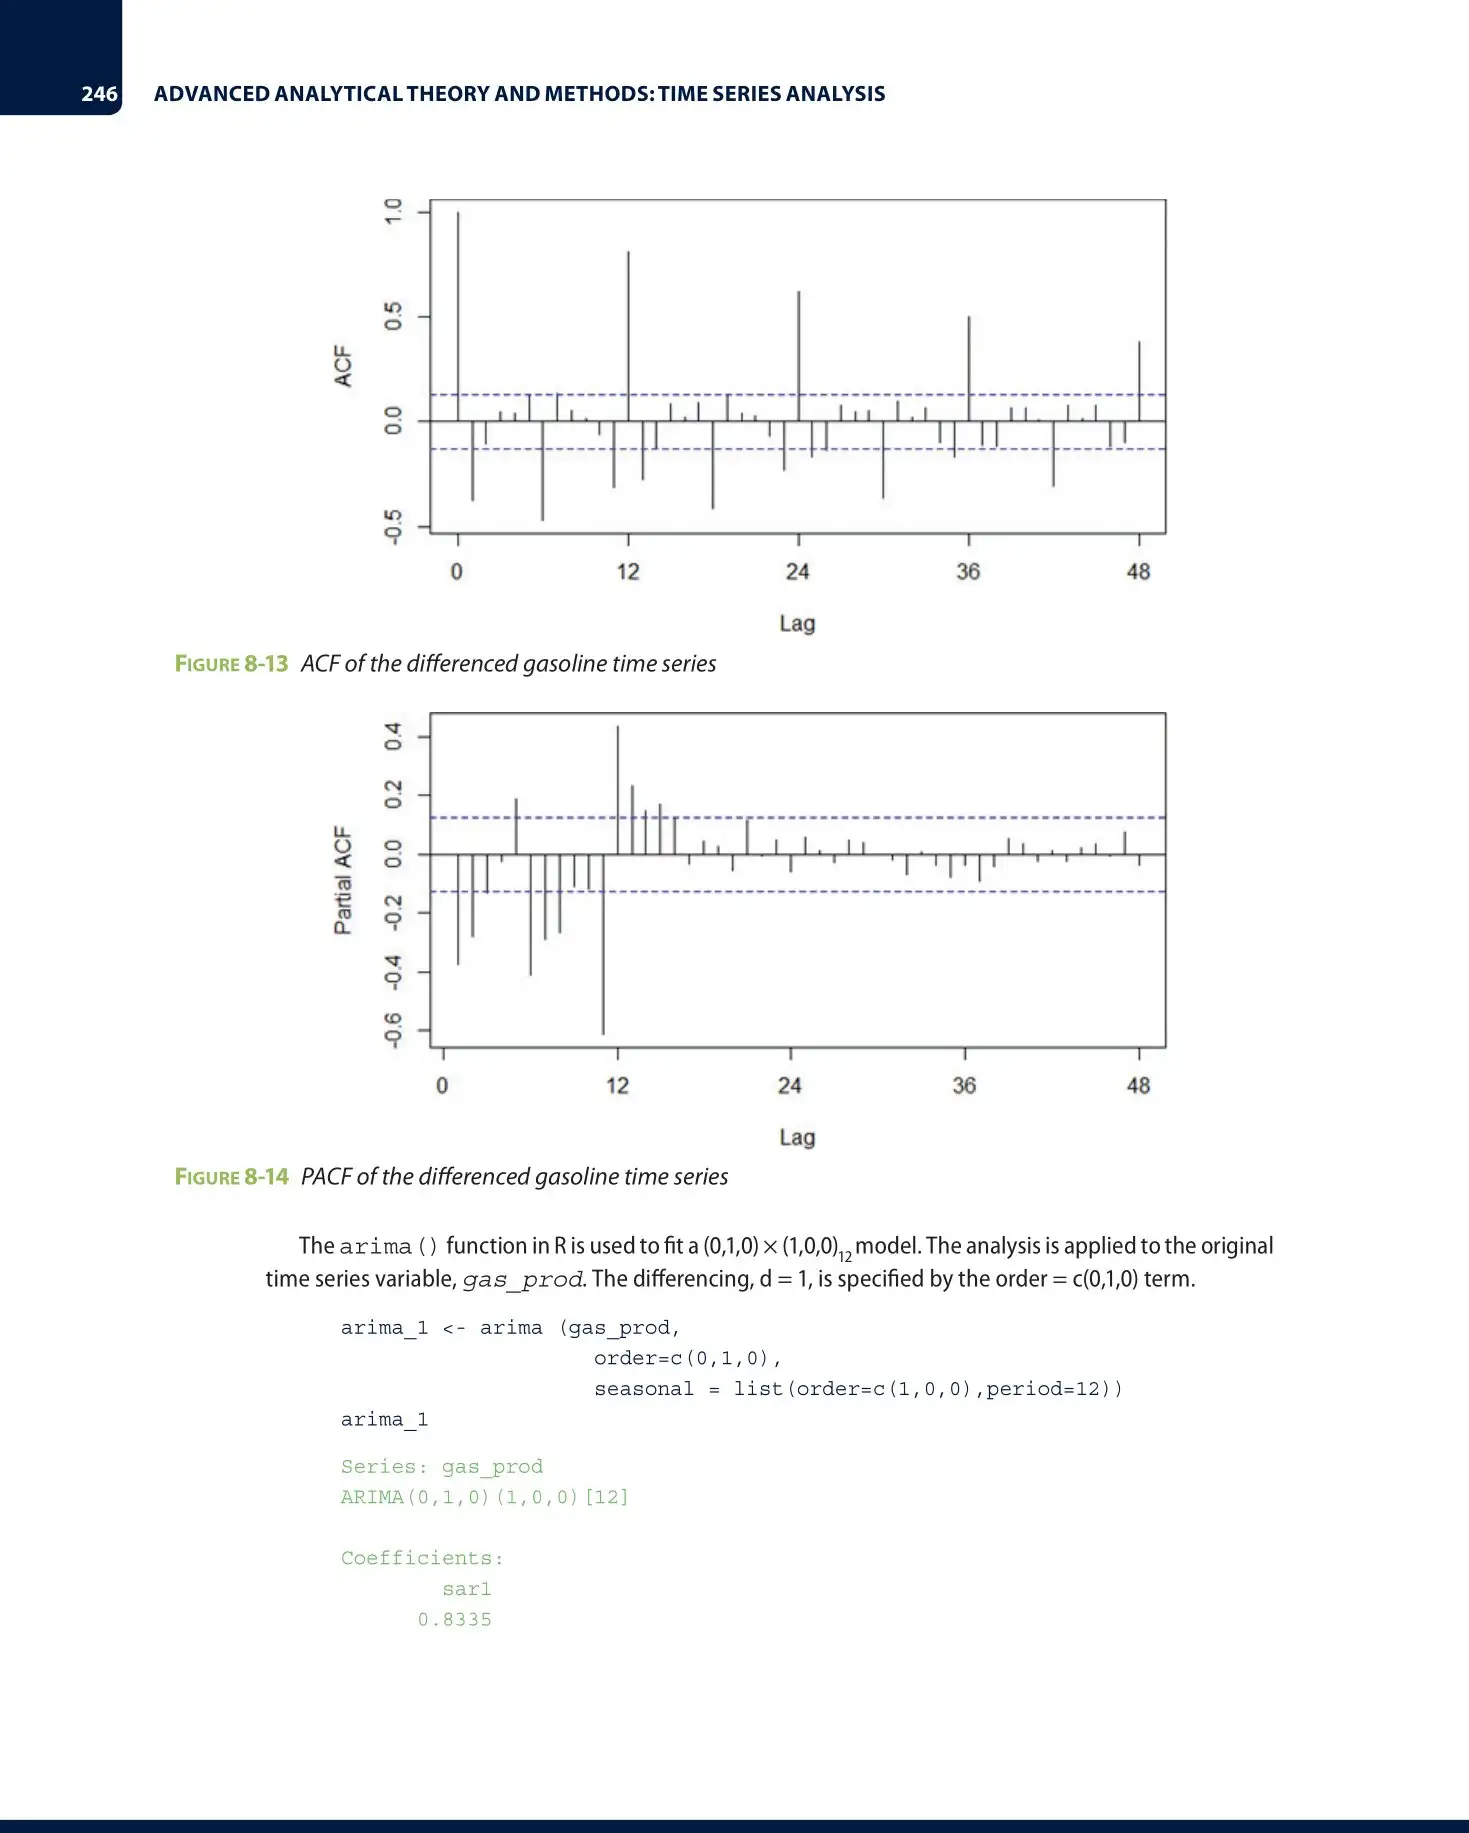 246 ADVANCED ANALYTICAL THEORY AND METHODS: TIME SERIES ANALYSIS
1.0
0.5
0.0
-0.5
ACF
0 12 24 36 48
Lag
FIGURE 8-13 ACF of the differenced gasoline time series
0.4
0.2
0.0
-0.2
-0.4
-0.6
Partial ACF
0 12 24 36 48
Lag
FIGURE 8-14 PACF of the differenced gasoline time series
The arima() function in R is used to fit a (0,1,0) × (1,0,0)12 model. The analysis is applied to the original
time series variable, gas_prod. The differencing, d = 1, is specified by the order = c(0,1,0) term.
arima_1 <- arima (gas_prod,
order=c(0,1,0),
seasonal = list(order=c(1,0,0),period=12))
arima_1
Series: gas_prod
ARIMA(0,1,0)(1,0,0)[12]
Coefficients:
sar1
0.8335